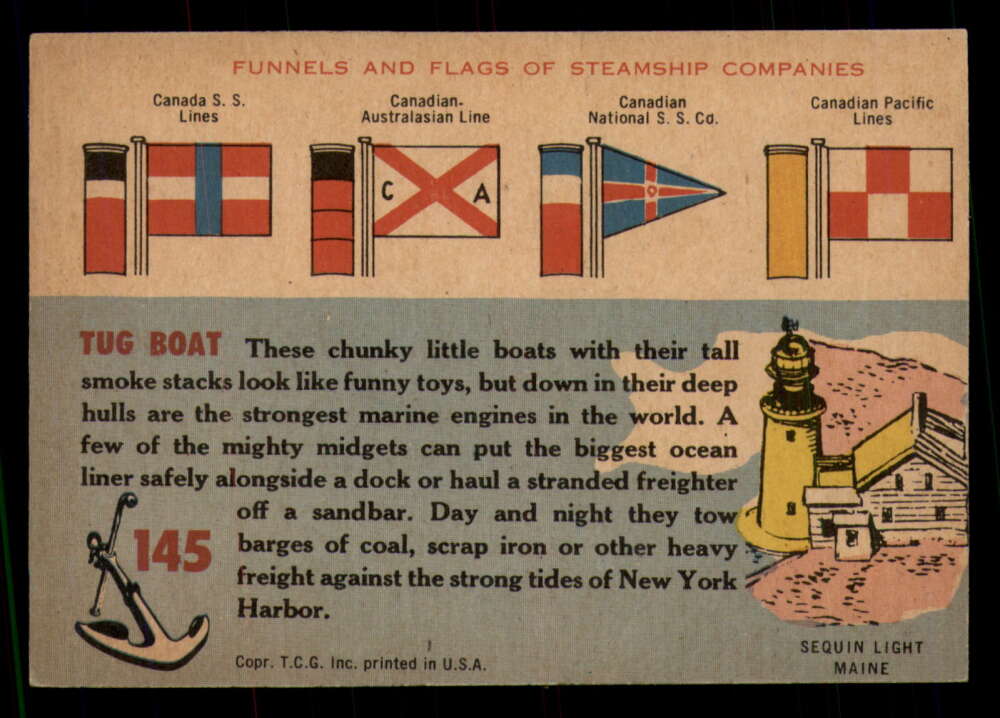 FUNNELS AND FLAGS OF STEAMSHIP COMPANIES
Canada S. S.
Lines
Canadian-
Australasian Line
Canadian
National S. S. Co.
Canadian Pacific
Lines
C A
TUG BOAT These chunky little boats with their tall
smoke stacks look like funny toys, but down in their deep
hulls are the strongest marine engines in the world. A
few of the mighty midgets can put the biggest ocean
liner safely alongside a dock or haul a stranded freighter
off a sandbar. Day and night they tow
barges of coal, scrap iron or other heavy
freight against the strong tides of New York
Harbor.
145
Copr. T.C.G. Inc. printed in U.S.A.
SEQUIN LIGHT
MAINE